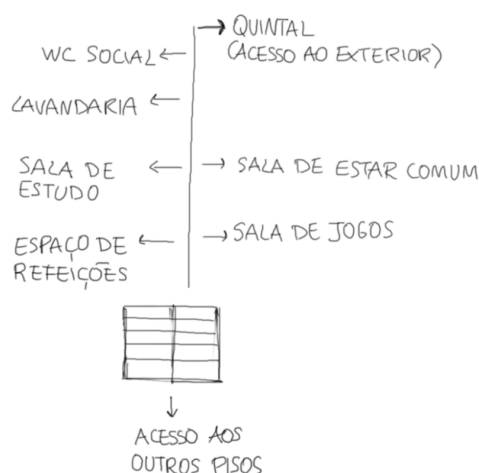 QUINTAL
(ACESSO AO EXTERIOR)
WC SOCIAL
LAVANDARIA
SALA DE
ESTUDO
SALA DE ESTAR COMUM
ESPAÇO DE
REFEIÇÕES
SALA DE JOGOS
ACESSO AOS
OUTROS PISOS